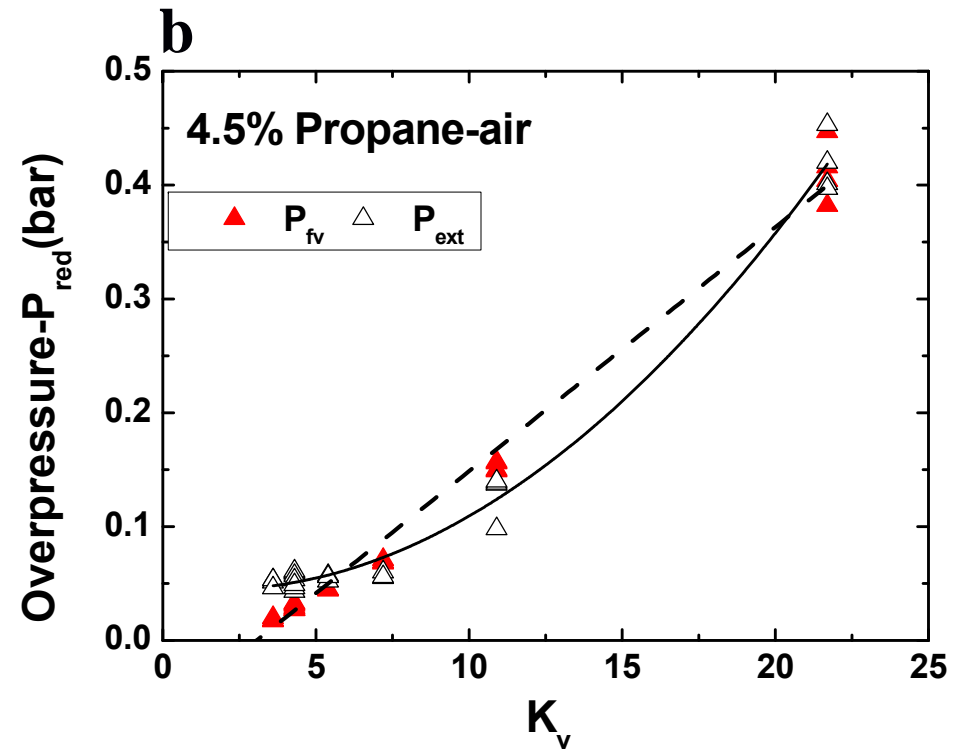 b
0.5
4.5% Propane-air
0.4
P_fv P_ext
0.3
0.2
0.1
0.0
0 5 10 15 20 25
Overpressure-P_red(bar)
K_v